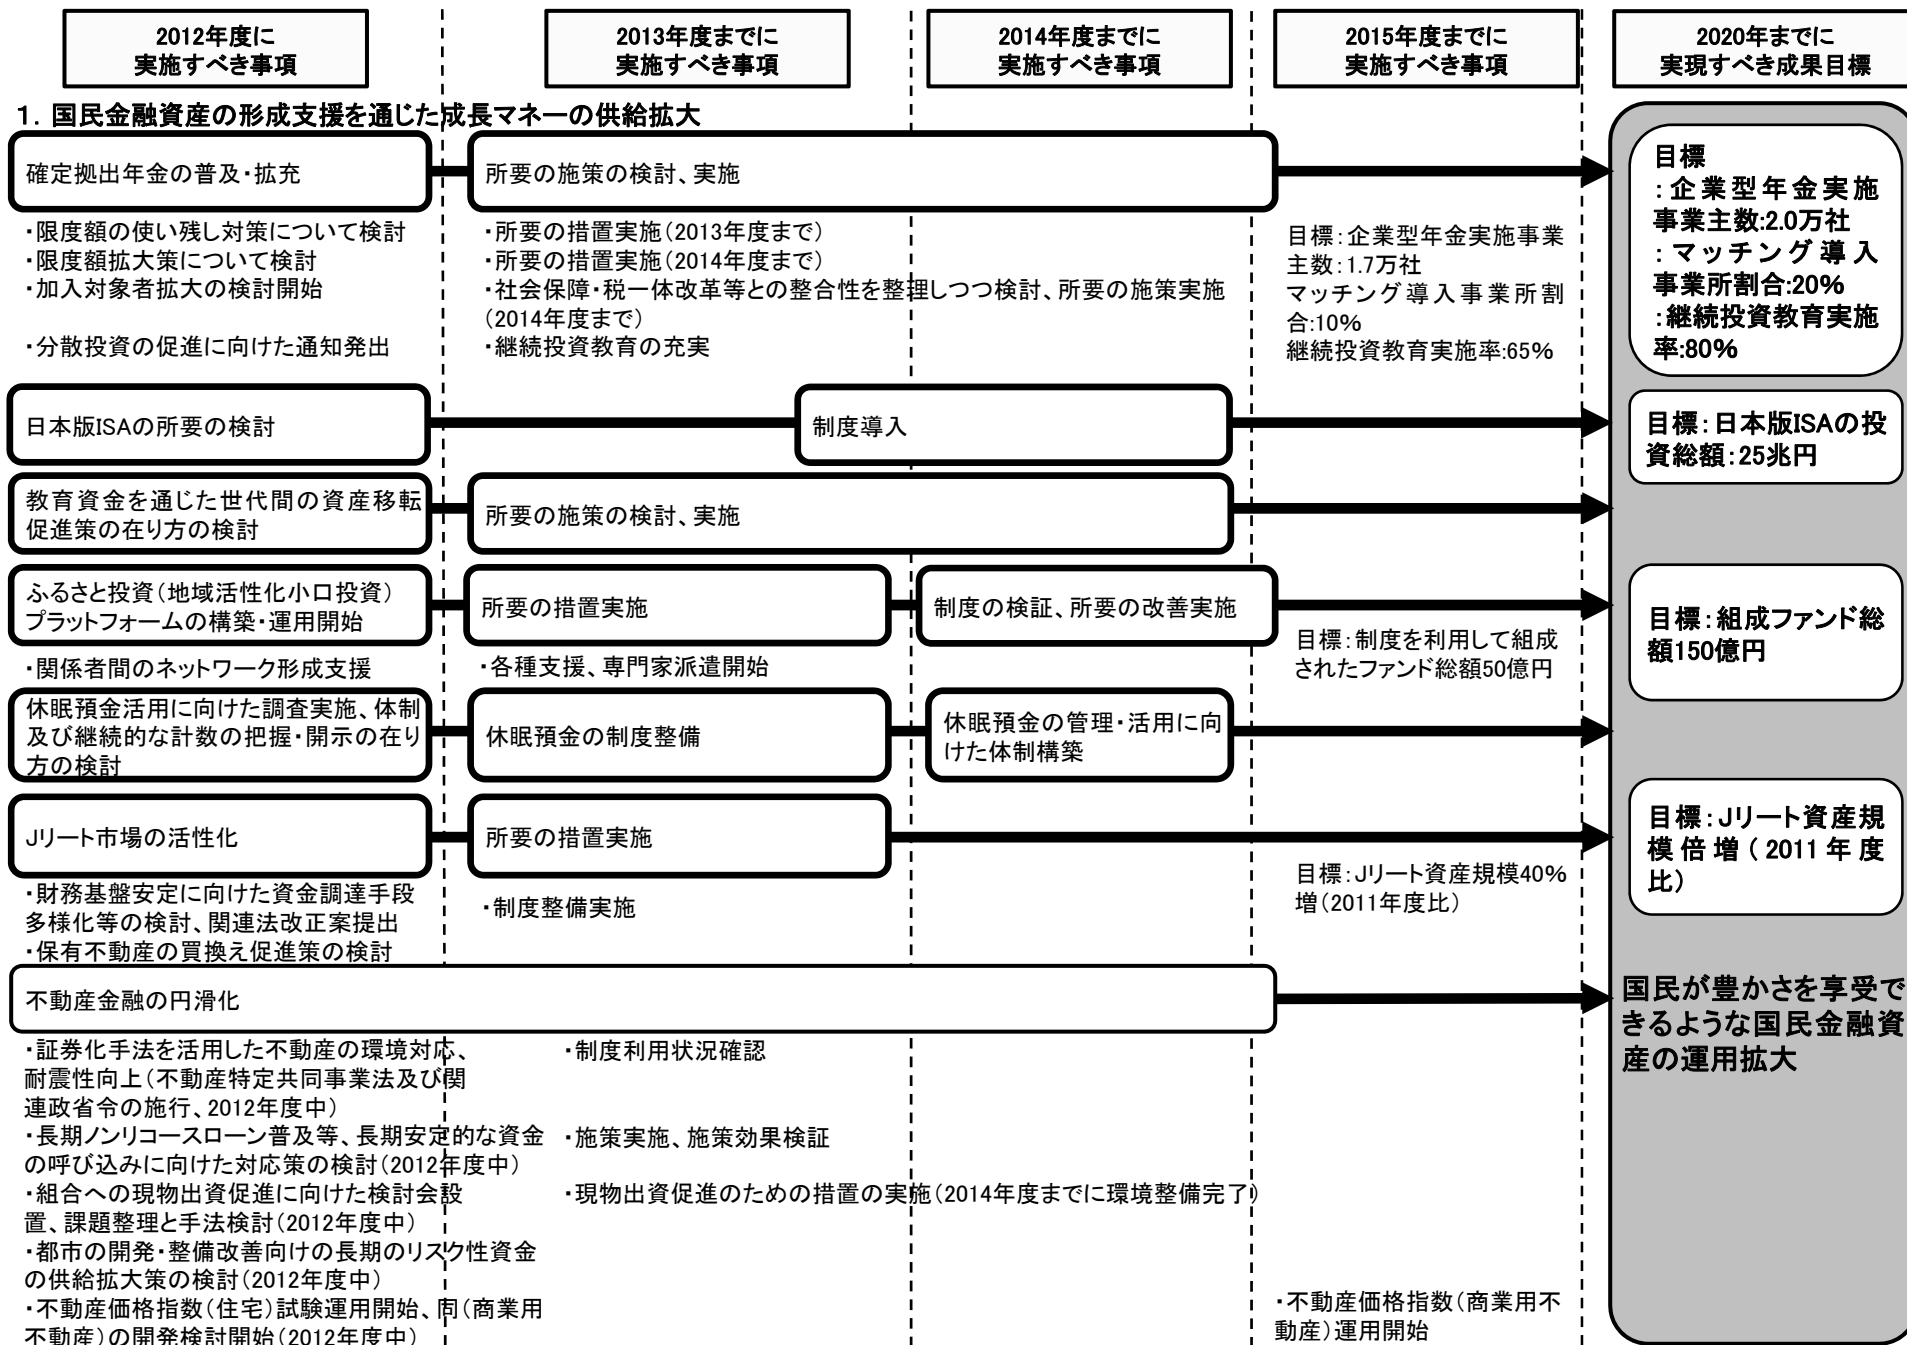 2012年度に
実施すべき事項
2013年度までに
実施すべき事項
2014年度までに
実施すべき事項
2015年度までに
実施すべき事項
2020年までに
実現すべき成果目標
１．国民金融資産の形成支援を通じた成長マネーの供給拡大
確定拠出年金の普及・拡充
所要の施策の検討、実施
・限度額の使い残し対策について検討
・限度額拡大策について検討
・加入対象者拡大の検討開始
・分散投資の促進に向けた通知発出
・所要の措置実施（2013年度まで）
・所要の措置実施（2014年度まで）
・社会保障・税一体改革等との整合性を整理しつつ検討、所要の施策実施
（2014年度まで）
・継続投資教育の充実
目標：企業型年金実施事業
主数：1.7万社
マッチング導入事業所割
合:10%
継続投資教育実施率:65%
目標
：企業型年金実施
事業主数:2.0万社
：マッチング導入
事業所割合:20%
：継続投資教育実施
率:80%
日本版ISAの所要の検討
制度導入
目標：日本版ISAの投
資総額：25兆円
教育資金を通じた世代間の資産移転
促進策の在り方の検討
所要の施策の検討、実施
ふるさと投資（地域活性化小口投資）
プラットフォームの構築・運用開始
所要の措置実施
制度の検証、所要の改善実施
・関係者間のネットワーク形成支援
・各種支援、専門家派遣開始
目標：制度を利用して組成
されたファンド総額50億円
目標：組成ファンド総
額150億円
休眠預金活用に向けた調査実施、体制
及び継続的な計数の把握・開示の在り
方の検討
休眠預金の制度整備
休眠預金の管理・活用に向
けた体制構築
Jリート市場の活性化
所要の措置実施
・財務基盤安定に向けた資金調達手段
多様化等の検討、関連法改正案提出
・保有不動産の買換え促進策の検討
・制度整備実施
目標：Jリート資産規模40%
増（2011年度比）
目標：Jリート資産規
模倍増（2011年度
比）
不動産金融の円滑化
・証券化手法を活用した不動産の環境対応、
耐震性向上（不動産特定共同事業法及び関
連政省令の施行、2012年度中）
・長期ノンリコースローン普及等、長期安定的な資金
の呼び込みに向けた対応策の検討（2012年度中）
・組合への現物出資促進に向けた検討会設
置、課題整理と手法検討（2012年度中）
・都市の開発・整備改善向けの長期のリスク性資金
の供給拡大策の検討（2012年度中）
・不動産価格指数（住宅）試験運用開始、同（商業用
不動産）の開発検討開始（2012年度中）
・制度利用状況確認
・施策実施、施策効果検証
・現物出資促進のための措置の実施（2014年度までに環境整備完了）
・不動産価格指数（商業用不
動産）運用開始
国民が豊かさを享受で
きるような国民金融資
産の運用拡大